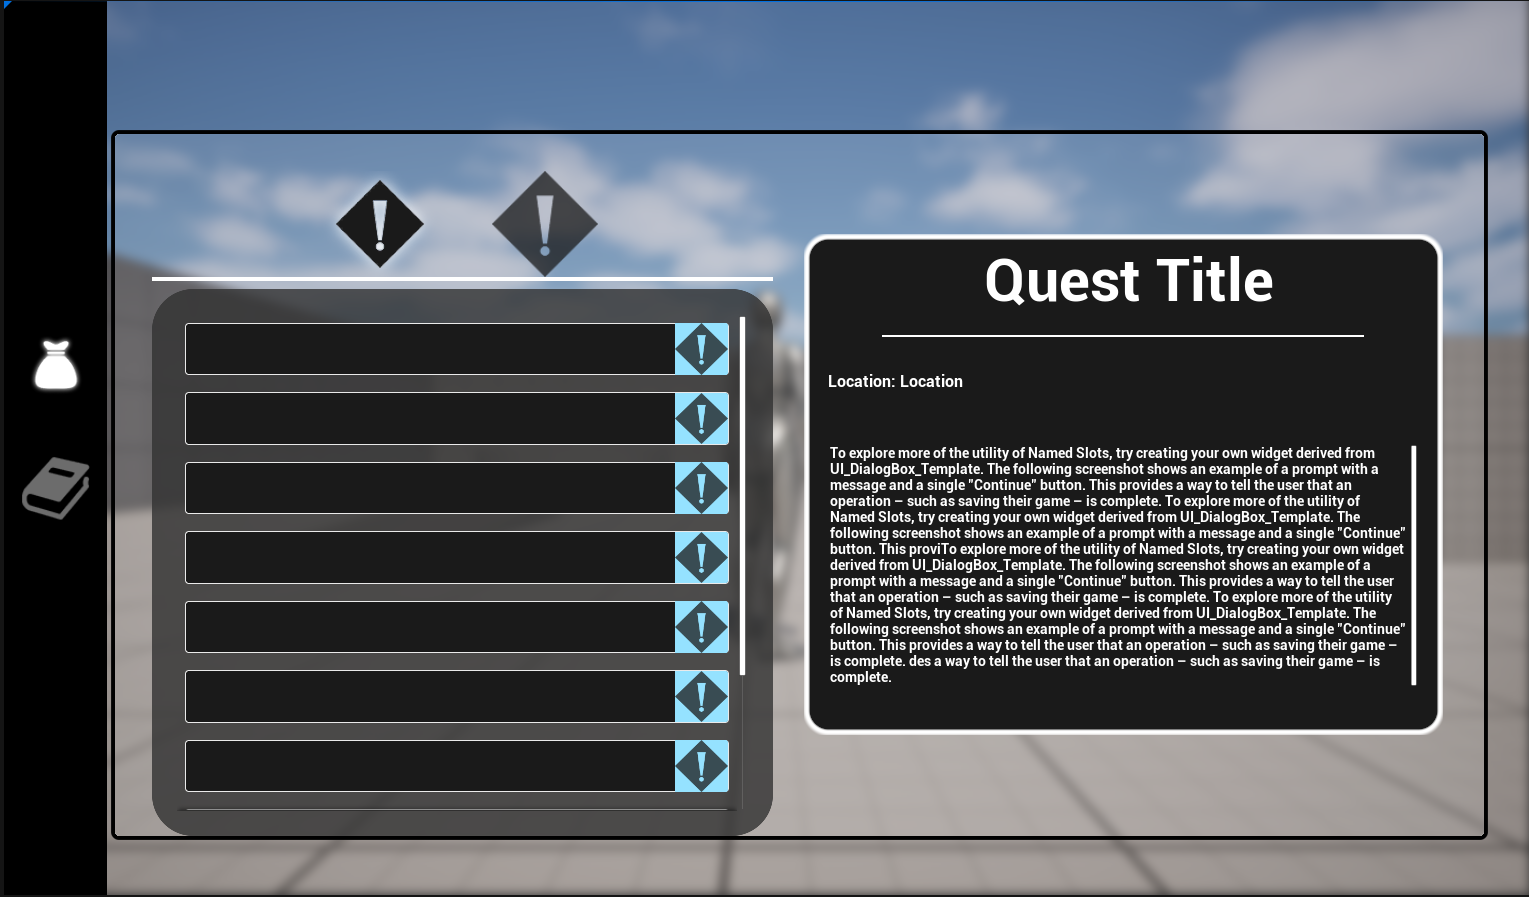 !
!
!
!
!
!
!
!
!
Quest Title
Location: Location
To explore more of the utility of Named Slots, try creating your own widget derived from
UI_DialogBox_Template. The following screenshot shows an example of a prompt with a
message and a single "Continue" button. This provides a way to tell the user that an
operation – such as saving their game – is complete. To explore more of the utility of
Named Slots, try creating your own widget derived from UI_DialogBox_Template. The
following screenshot shows an example of a prompt with a message and a single "Continue"
button. This proviTo explore more of the utility of Named Slots, try creating your own widget
derived from UI_DialogBox_Template. The following screenshot shows an example of a
prompt with a message and a single "Continue" button. This provides a way to tell the user
that an operation – such as saving their game – is complete. To explore more of the utility
of Named Slots, try creating your own widget derived from UI_DialogBox_Template. The
following screenshot shows an example of a prompt with a message and a single "Continue"
button. This provides a way to tell the user that an operation – such as saving their game –
is complete. des a way to tell the user that an operation – such as saving their game – is
complete.